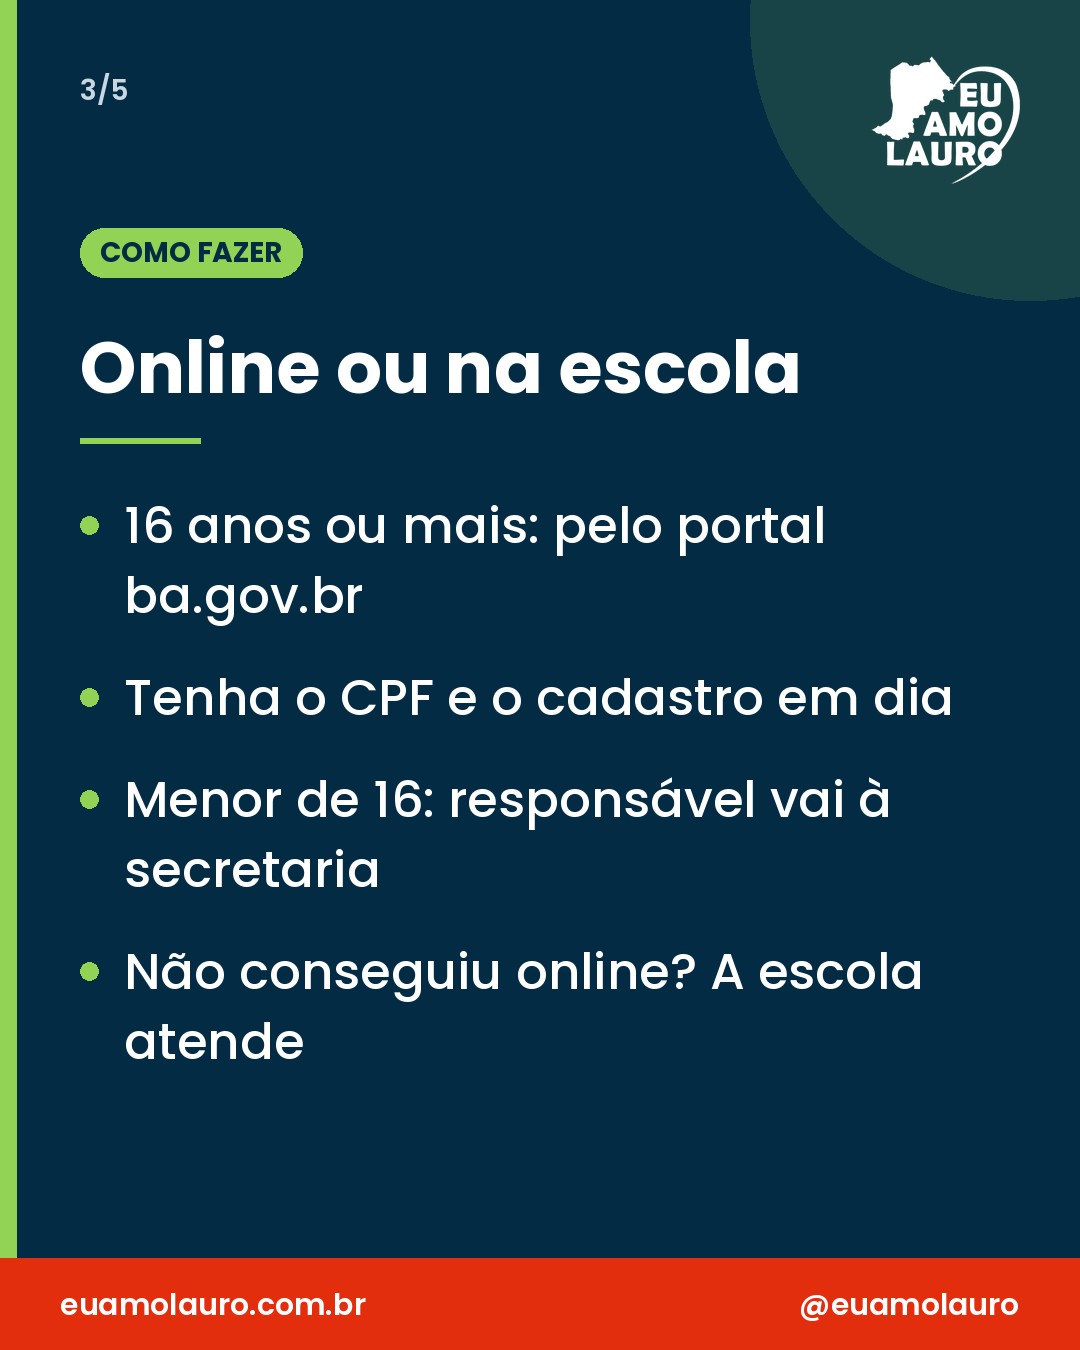 3/5
EU
AMO
LAURO
COMO FAZER
Online ou na escola
16 anos ou mais: pelo portal
ba.gov.br
Tenha o CPF e o cadastro em dia
Menor de 16: responsável vai à
secretaria
Não conseguiu online? A escola
atende
euamolauro.com.br
@euamolauro